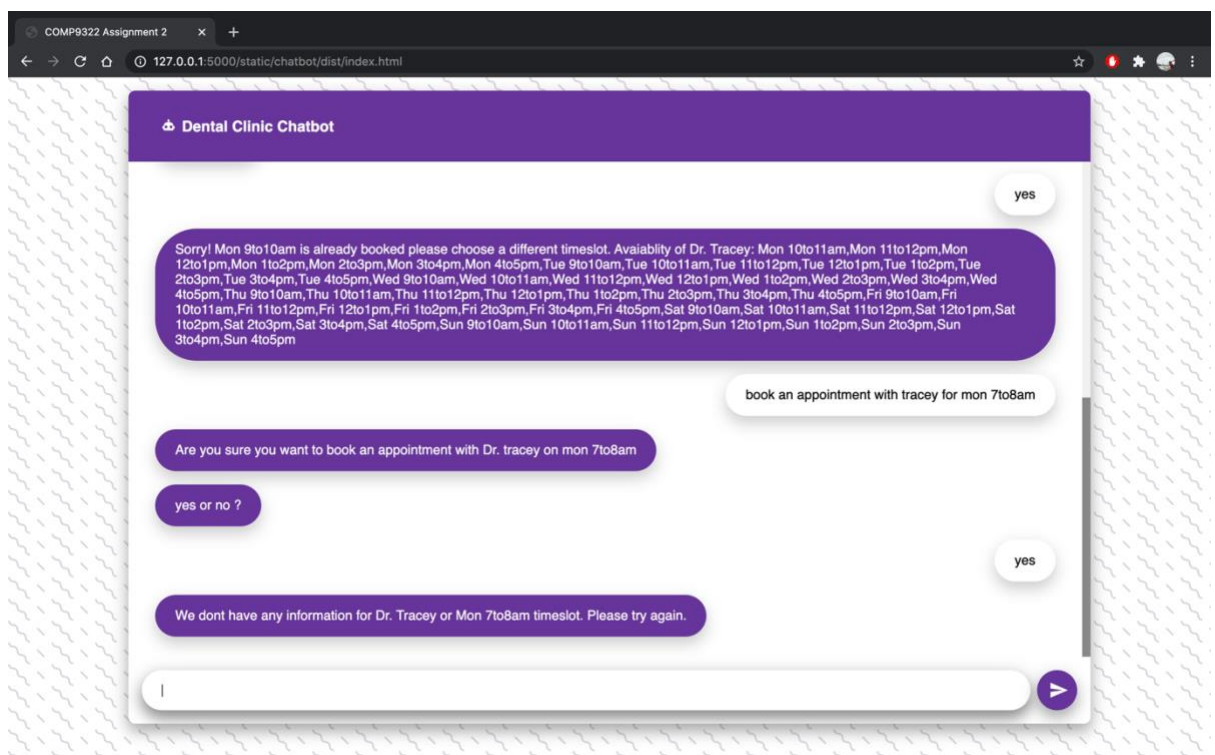 COMP9322 Assignment 2
127.0.0.1:5000/static/chatbot/dist/index.html
Dental Clinic Chatbot
yes
Sorry! Mon 9to10am is already booked please choose a different timeslot. Avaiablity of Dr. Tracey: Mon 10to11am,Mon 11to12pm,Mon
12to1pm,Mon 1to2pm,Mon 2to3pm,Mon 3to4pm,Mon 4to5pm,Tue 9to10am,Tue 10to11am,Tue 11to12pm,Tue 12to1pm,Tue 1to2pm,Tue
2to3pm,Tue 3to4pm,Tue 4to5pm,Wed 9to10am,Wed 10to11am,Wed 11to12pm,Wed 12to1pm,Wed 1to2pm,Wed 2to3pm,Wed 3to4pm,Wed
4to5pm,Thu 9to10am,Thu 10to11am,Thu 11to12pm,Thu 12to1pm,Thu 1to2pm,Thu 2to3pm,Thu 3to4pm,Thu 4to5pm,Fri 9to10am,Fri
10to11am,Fri 11to12pm,Fri 12to1pm,Fri 1to2pm,Fri 2to3pm,Fri 3to4pm,Fri 4to5pm,Sat 9to10am,Sat 10to11am,Sat 11to12pm,Sat 12to1pm,Sat
1to2pm,Sat 2to3pm,Sat 3to4pm,Sat 4to5pm,Sun 9to10am,Sun 10to11am,Sun 11to12pm,Sun 12to1pm,Sun 1to2pm,Sun 2to3pm,Sun
3to4pm,Sun 4to5pm
book an appointment with tracey for mon 7to8am
Are you sure you want to book an appointment with Dr. tracey on mon 7to8am
yes or no ?
yes
We dont have any information for Dr. Tracey or Mon 7to8am timeslot. Please try again.